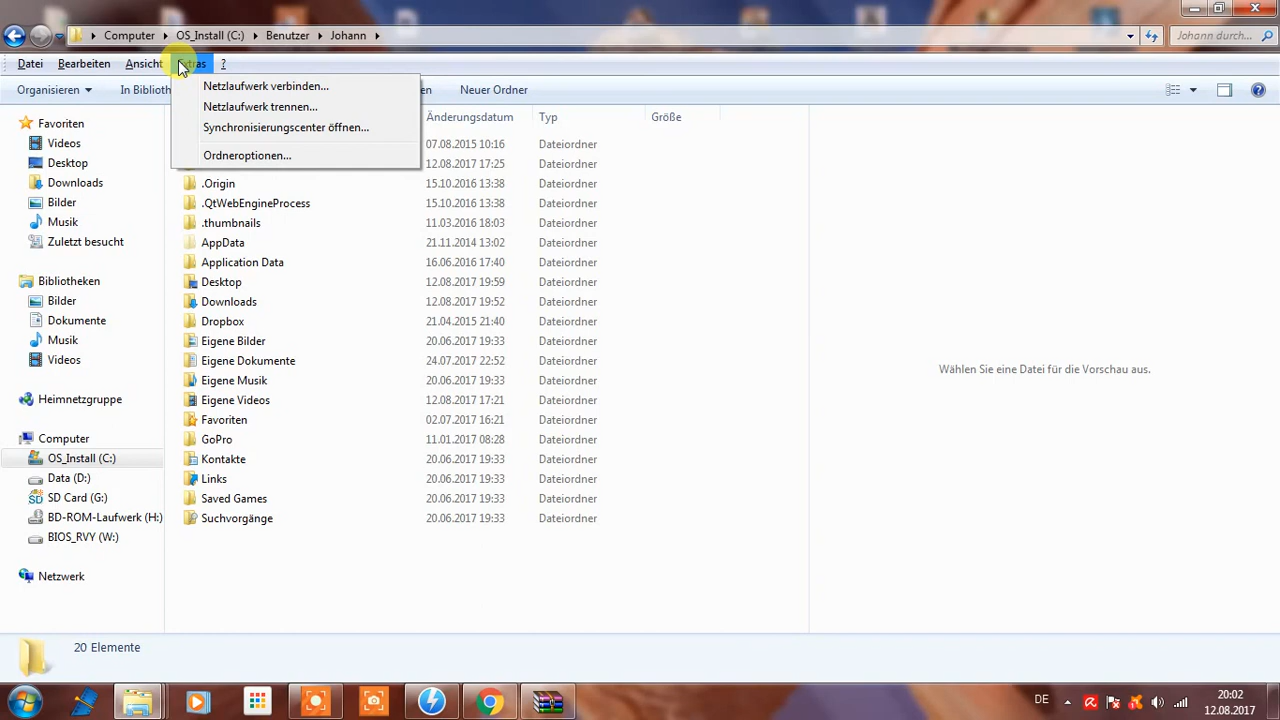 Computer OS_Install (C:) Benutzer Johann
Johann durch...
Datei Bearbeiten Ansicht Extras ?
Netzlaufwerk verbinden...
Netzlaufwerk trennen...
Synchronisierungscenter öffnen...
Ordneroptionen...
Organisieren In Biblioth
en Neuer Ordner
Änderungsdatum Typ Größe
07.08.2015 10:16 Dateiordner
12.08.2017 17:25 Dateiordner
.Origin 15.10.2016 13:38 Dateiordner
.QtWebEngineProcess 15.10.2016 13:38 Dateiordner
.thumbnails 11.03.2016 18:03 Dateiordner
AppData 21.11.2014 13:02 Dateiordner
Application Data 16.06.2016 17:40 Dateiordner
Desktop 12.08.2017 19:59 Dateiordner
Downloads 12.08.2017 19:52 Dateiordner
Dropbox 21.04.2015 21:40 Dateiordner
Eigene Bilder 20.06.2017 19:33 Dateiordner
Eigene Dokumente 24.07.2017 22:52 Dateiordner
Eigene Musik 20.06.2017 19:33 Dateiordner
Eigene Videos 12.08.2017 17:21 Dateiordner
Favoriten 02.07.2017 16:21 Dateiordner
GoPro 11.01.2017 08:28 Dateiordner
Kontakte 20.06.2017 19:33 Dateiordner
Links 20.06.2017 19:33 Dateiordner
Saved Games 20.06.2017 19:33 Dateiordner
Suchvorgänge 20.06.2017 19:33 Dateiordner
Favoriten
Videos
Desktop
Downloads
Bilder
Musik
Zuletzt besucht
Bibliotheken
Bilder
Dokumente
Musik
Videos
Heimnetzgruppe
Computer
OS_Install (C:)
Data (D:)
SD Card (G:)
BD-ROM-Laufwerk (H:)
BIOS_RVY (W:)
Netzwerk
Wählen Sie eine Datei für die Vorschau aus.
20 Elemente
DE
20:02
12.08.2017